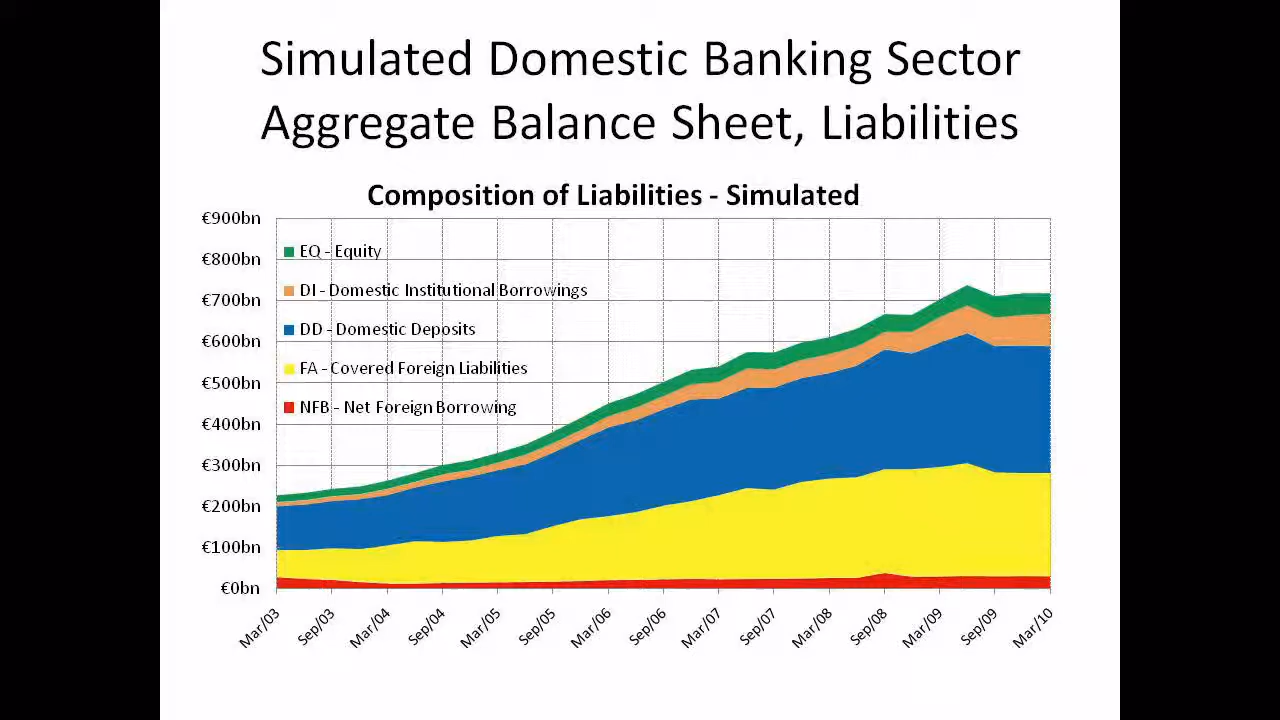 Simulated Domestic Banking Sector
Aggregate Balance Sheet, Liabilities
Composition of Liabilities - Simulated
€900bn
€800bn
€700bn
€600bn
€500bn
€400bn
€300bn
€200bn
€100bn
€0bn
EQ - Equity
DI - Domestic Institutional Borrowings
DD - Domestic Deposits
FA - Covered Foreign Liabilities
NFB - Net Foreign Borrowing
Mar/03
Sep/03
Mar/04
Sep/04
Mar/05
Sep/05
Mar/06
Sep/06
Mar/07
Sep/07
Mar/08
Sep/08
Mar/09
Sep/09
Mar/10